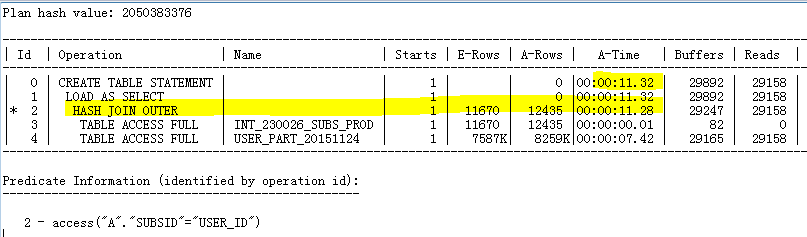 Plan hash value: 2050383376
---------------------------------------------------------------------------------------------------
| Id | Operation | Name | Starts | E-Rows | A-Rows | A-Time | Buffers | Reads |
---------------------------------------------------------------------------------------------------
| 0 | CREATE TABLE STATEMENT | | 1 | | 0 |00:00:11.32 | 29892 | 29158 |
| 1 | LOAD AS SELECT | | 1 | | 0 |00:00:11.32 | 29892 | 29158 |
|* 2 | HASH JOIN OUTER | | 1 | 11670 | 12435 |00:00:11.28 | 29247 | 29158 |
| 3 | TABLE ACCESS FULL | INT_230026_SUBS_PROD | 1 | 11670 | 12435 |00:00:00.01 | 82 | 0 |
| 4 | TABLE ACCESS FULL | USER_PART_20151124 | 1 | 7587K| 8259K|00:00:07.42 | 29165 | 29158 |
---------------------------------------------------------------------------------------------------
Predicate Information (identified by operation id):
---------------------------------------------------
2 - access("A"."SUBSID"="USER_ID")